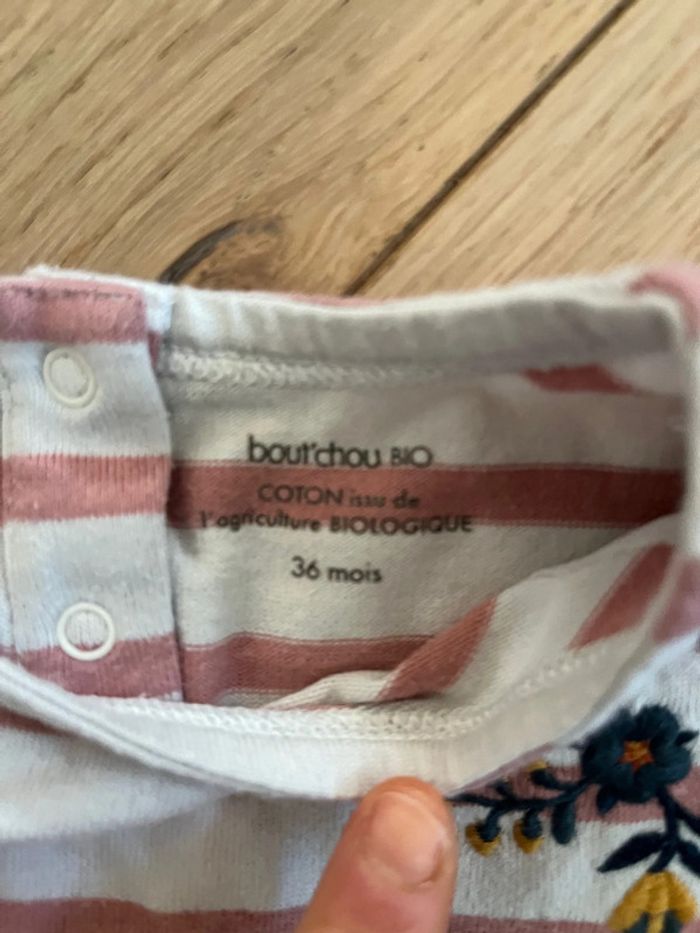 bout'chou BIO
COTON issu de
l'agriculture BIOLOGIQUE
36 mois